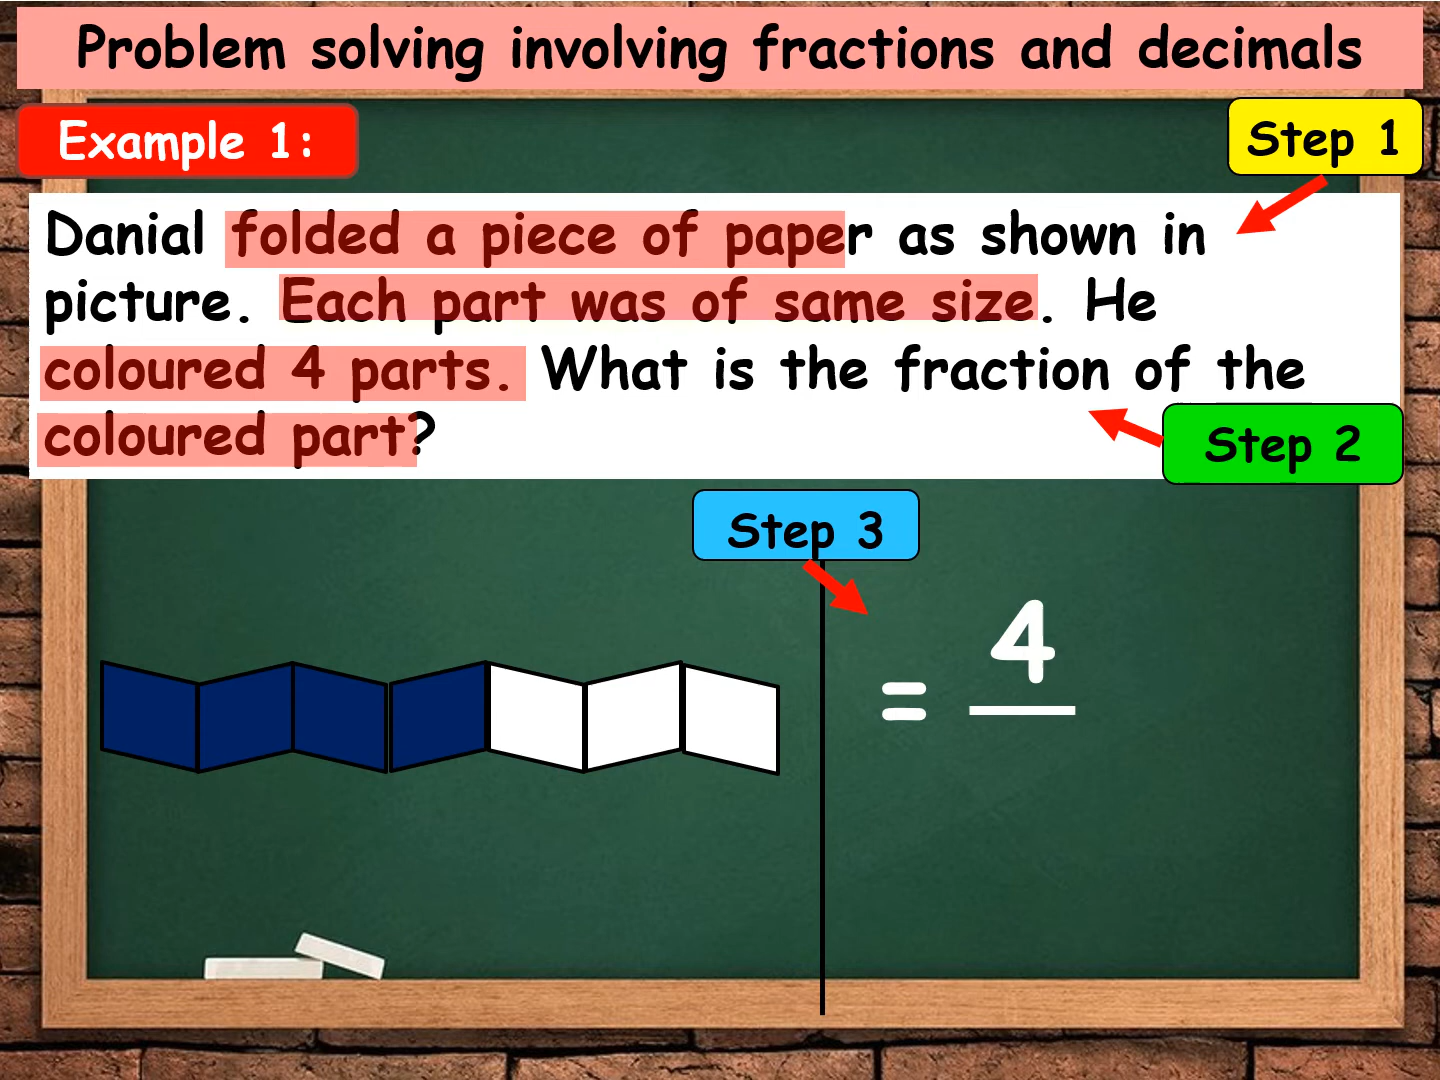 Problem solving involving fractions and decimals
Example 1:
Step 1
Danial folded a piece of paper as shown in
picture. Each part was of same size. He
coloured 4 parts. What is the fraction of the
coloured part?
Step 2
Step 3
4
=